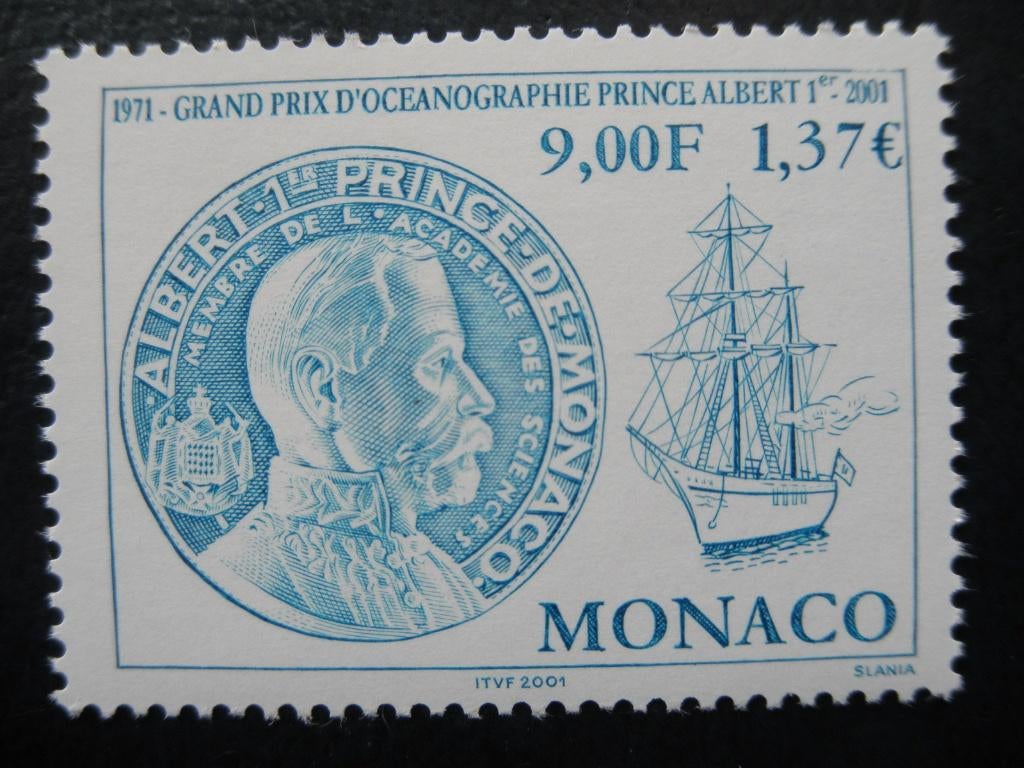 1971 - GRAND PRIX D'OCEANOGRAPHIE PRINCE ALBERT 1er - 2001
9,00F 1,37€
ALBERT·1ER PRINCE·DE·MONACO·
MEMBRE DE L'ACADEMIE DES SCIENCES
MONACO
ITVF 2001
SLANIA